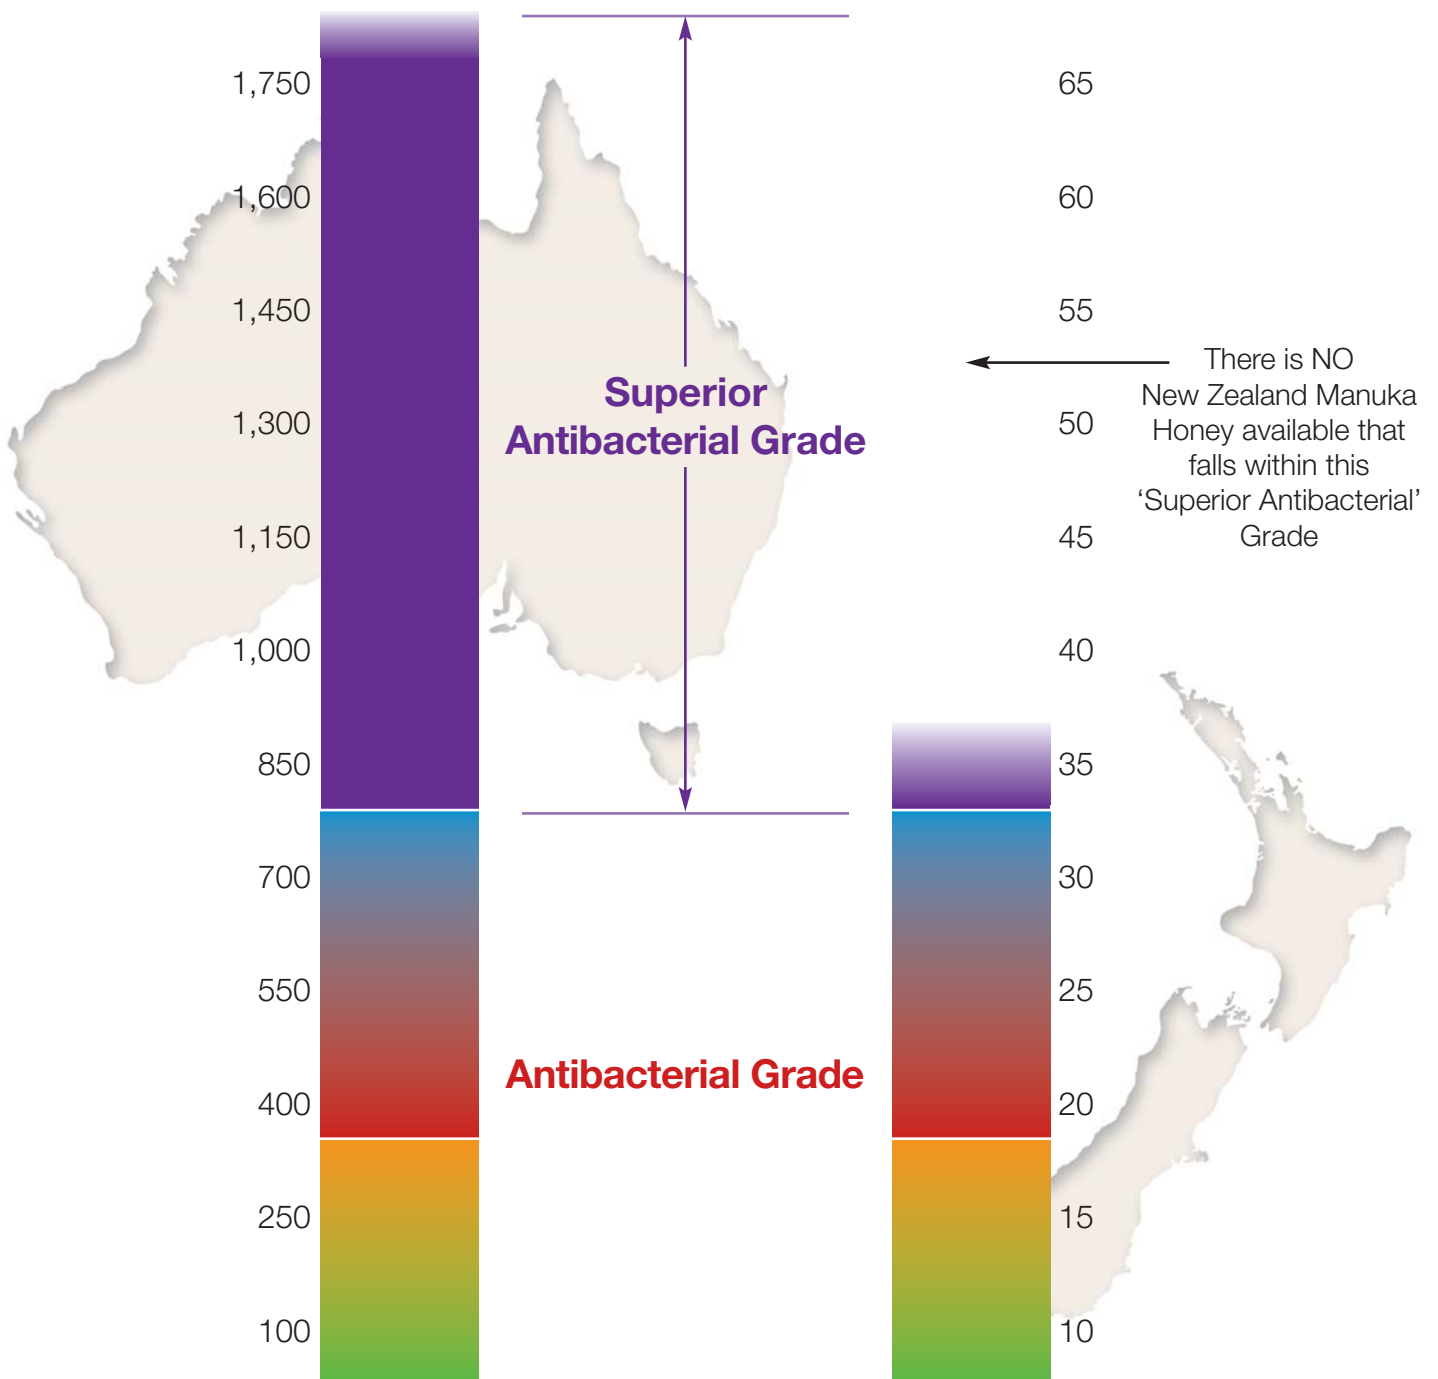 1,750
65
1,600
60
1,450
55
There is NO
New Zealand Manuka
Honey available that
falls within this
‘Superior Antibacterial’
Grade
Superior
Antibacterial Grade
1,300
50
1,150
45
1,000
40
850
35
700
30
550
25
Antibacterial Grade
400
20
250
15
100
10